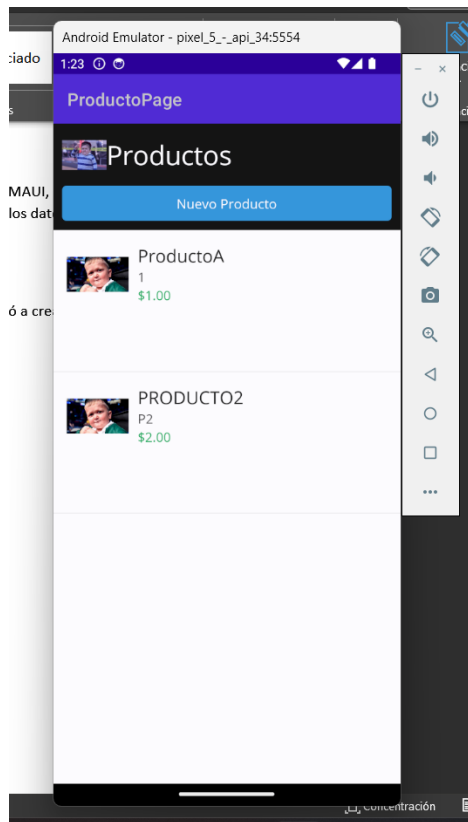 Android Emulator - pixel_5_-_api_34:5554
ciado
1:23
ProductoPage
s
Productos
MAUI,
los dat
Nuevo Producto
ProductoA
1
$1.00
ó a crea
PRODUCTO2
P2
$2.00
Concentración